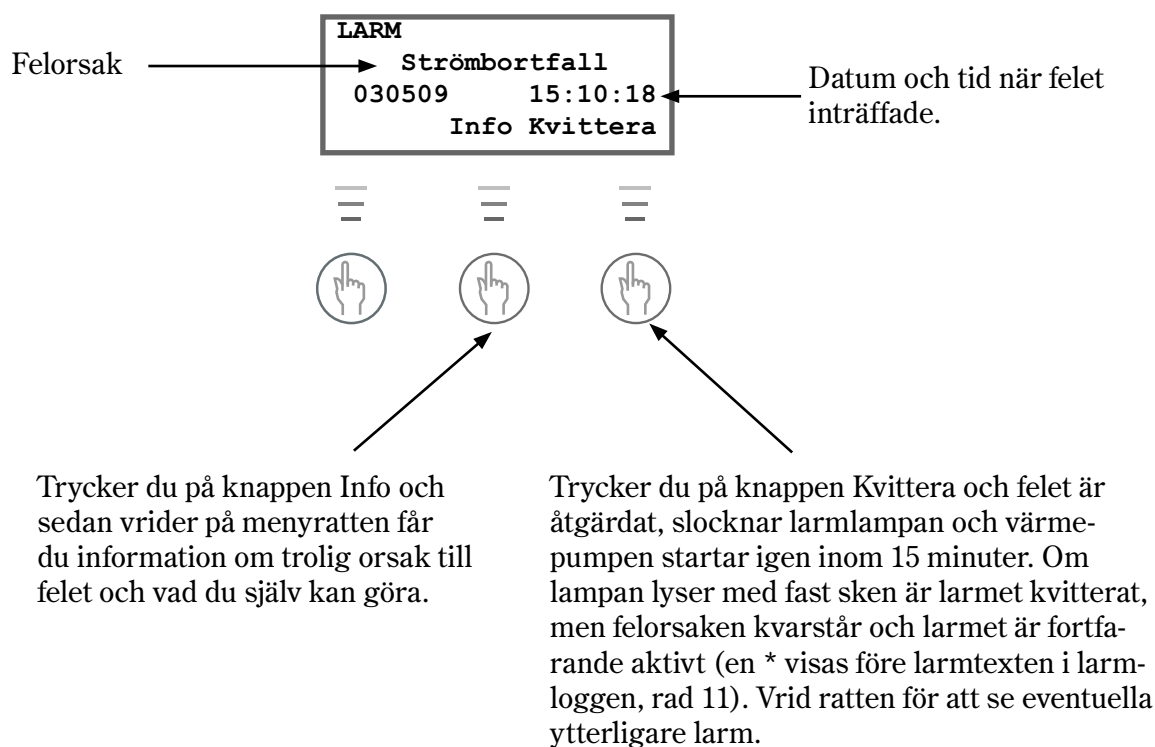 LARM
Strömbortfall
030509 15:10:18
Info Kvittera
Felorsak
Datum och tid när felet
inträffade.
Trycker du på knappen Info och
sedan vrider på menyratten får
du information om trolig orsak till
felet och vad du själv kan göra.
Trycker du på knappen Kvittera och felet är
åtgärdat, slocknar larmlampan och värme-
pumpen startar igen inom 15 minuter. Om
lampan lyser med fast sken är larmet kvitterat,
men felorsaken kvarstår och larmet är fortfa-
rande aktivt (en * visas före larmtexten i larm-
loggen, rad 11). Vrid ratten för att se eventuella
ytterligare larm.